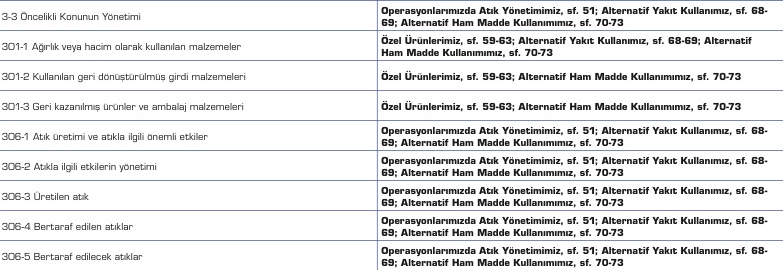 3-3 Öncelikli Konunun Yönetimi
Operasyonlarımızda Atık Yönetimimiz, sf. 51; Alternatif Yakıt Kullanımız, sf. 68-
69; Alternatif Ham Madde Kullanımımız, sf. 70-73
301-1 Ağırlık veya hacim olarak kullanılan malzemeler
Özel Ürünlerimiz, sf. 59-63; Alternatif Yakıt Kullanımız, sf. 68-69; Alternatif
Ham Madde Kullanımımız, sf. 70-73
301-2 Kullanılan geri dönüştürülmüş girdi malzemeleri
Özel Ürünlerimiz, sf. 59-63; Alternatif Ham Madde Kullanımımız, sf. 70-73
301-3 Geri kazanılmış ürünler ve ambalaj malzemeleri
Özel Ürünlerimiz, sf. 59-63; Alternatif Ham Madde Kullanımımız, sf. 70-73
306-1 Atık üretimi ve atıkla ilgili önemli etkiler
Operasyonlarımızda Atık Yönetimimiz, sf. 51; Alternatif Yakıt Kullanımız, sf. 68-
69; Alternatif Ham Madde Kullanımımız, sf. 70-73
306-2 Atıkla ilgili etkilerin yönetimi
Operasyonlarımızda Atık Yönetimimiz, sf. 51; Alternatif Yakıt Kullanımız, sf. 68-
69; Alternatif Ham Madde Kullanımımız, sf. 70-73
306-3 Üretilen atık
Operasyonlarımızda Atık Yönetimimiz, sf. 51; Alternatif Yakıt Kullanımız, sf. 68-
69; Alternatif Ham Madde Kullanımımız, sf. 70-73
306-4 Bertaraf edilen atıklar
Operasyonlarımızda Atık Yönetimimiz, sf. 51; Alternatif Yakıt Kullanımız, sf. 68-
69; Alternatif Ham Madde Kullanımımız, sf. 70-73
306-5 Bertaraf edilecek atıklar
Operasyonlarımızda Atık Yönetimimiz, sf. 51; Alternatif Yakıt Kullanımız, sf. 68-
69; Alternatif Ham Madde Kullanımımız, sf. 70-73